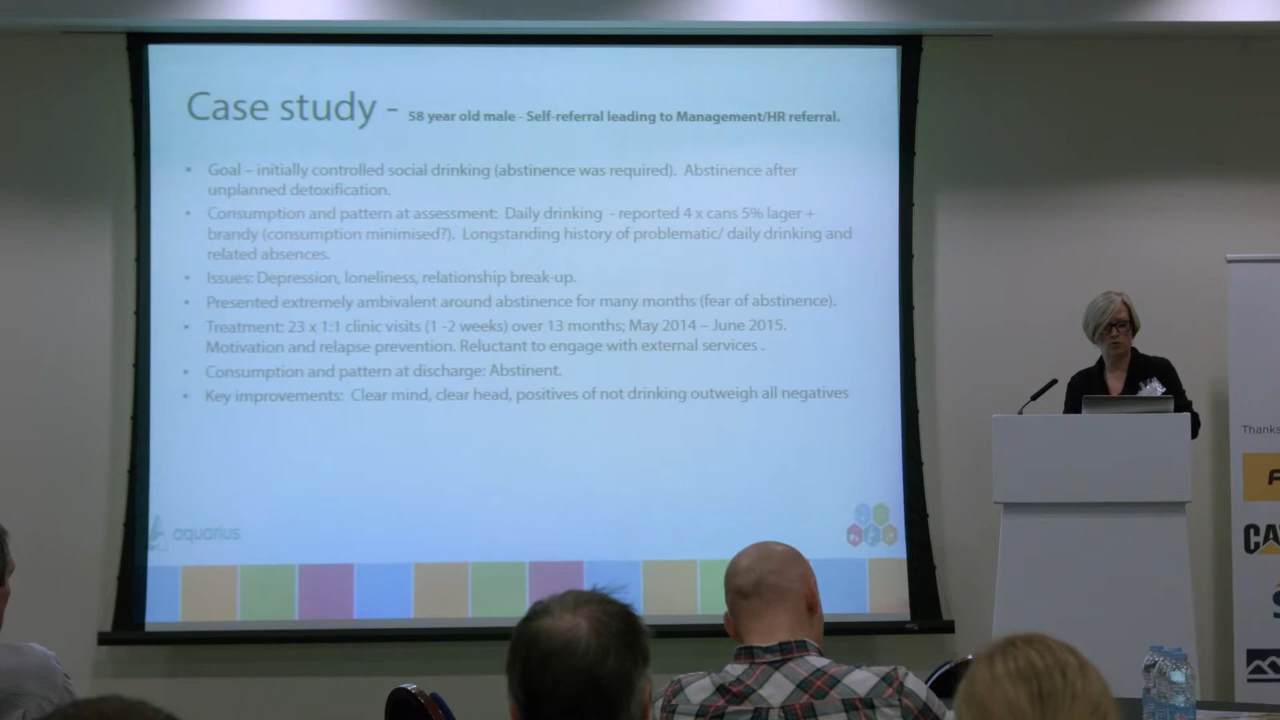 Case study - 58 year old male - Self-referral leading to Management/HR referral.
• Goal – initially controlled social drinking (abstinence was required). Abstinence after
unplanned detoxification.
• Consumption and pattern at assessment: Daily drinking - reported 4 x cans 5% lager +
brandy (consumption minimised?). Longstanding history of problematic/ daily drinking and
related absences.
• Issues: Depression, loneliness, relationship break-up.
• Presented extremely ambivalent around abstinence for many months (fear of abstinence).
• Treatment: 23 x 1:1 clinic visits (1 -2 weeks) over 13 months; May 2014 – June 2015.
Motivation and relapse prevention. Reluctant to engage with external services .
• Consumption and pattern at discharge: Abstinent.
• Key improvements: Clear mind, clear head, positives of not drinking outweigh all negatives
aquarius
Thanks